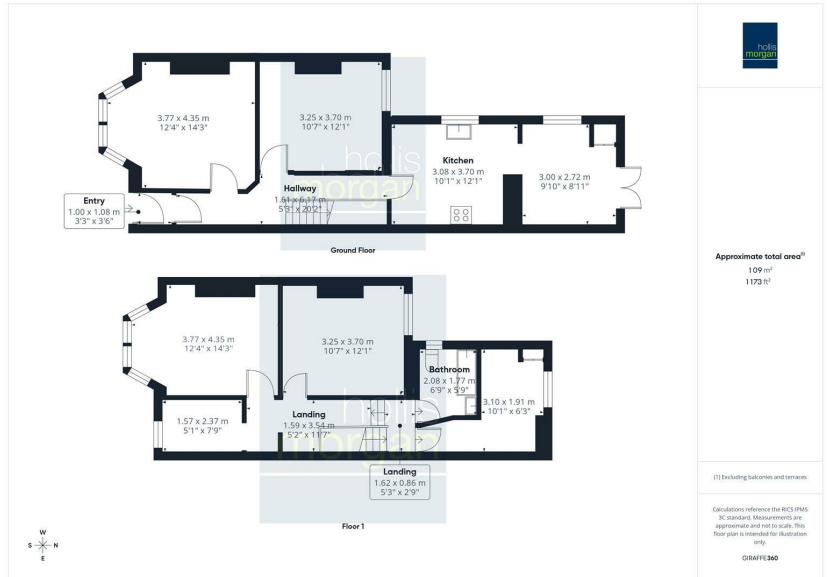 hollis
morgan
3.77 x 4.35 m
12'4" x 14'3"
3.25 x 3.70 m
10'7" x 12'1"
Kitchen
3.08 x 3.70 m
10'1" x 12'1"
3.00 x 2.72 m
9'10" x 8'11"
Entry
1.00 x 1.08 m
3'3" x 3'6"
Hallway
1.61 x 6.17 m
5'3" x 20'2"
hollis
morgan
Ground Floor
3.77 x 4.35 m
12'4" x 14'3"
3.25 x 3.70 m
10'7" x 12'1"
Bathroom
2.08 x 1.77 m
6'9" x 5'9"
3.10 x 1.91 m
10'1" x 6'3"
1.57 x 2.37 m
5'1" x 7'9"
Landing
1.59 x 3.54 m
5'2" x 11'7"
Landing
1.62 x 0.86 m
5'3" x 2'9"
hollis
morgan
Floor 1
W
S N
E
Approximate total area(1)
109 m²
1173 ft²
(1) Excluding balconies and terraces
Calculations reference the RICS IPMS
3C standard. Measurements are
approximate and not to scale. This
floor plan is intended for illustration
only.
GIRAFFE360